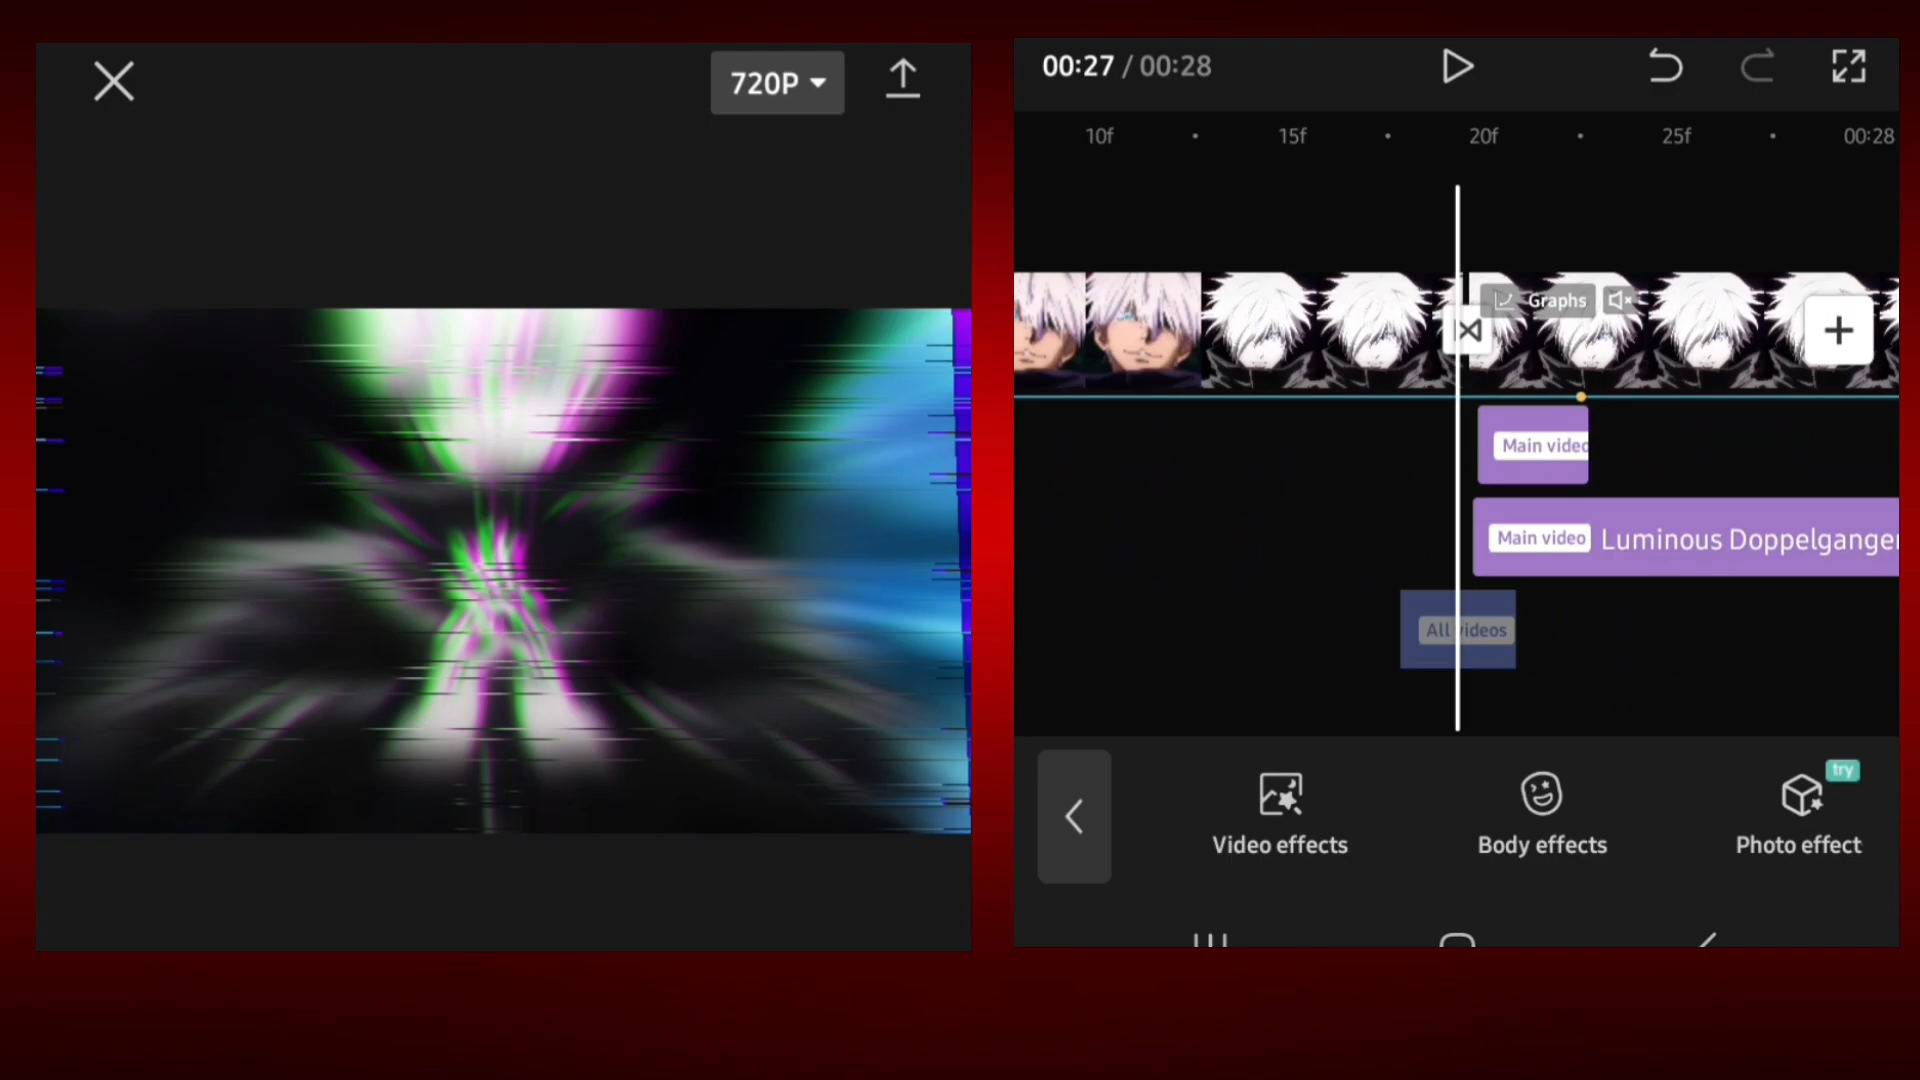 720P
00:27 / 00:28
10f 15f 20f 25f 00:28
Graphs
Main video
Main video Luminous Doppelganger
All videos
try
Video effects Body effects Photo effect